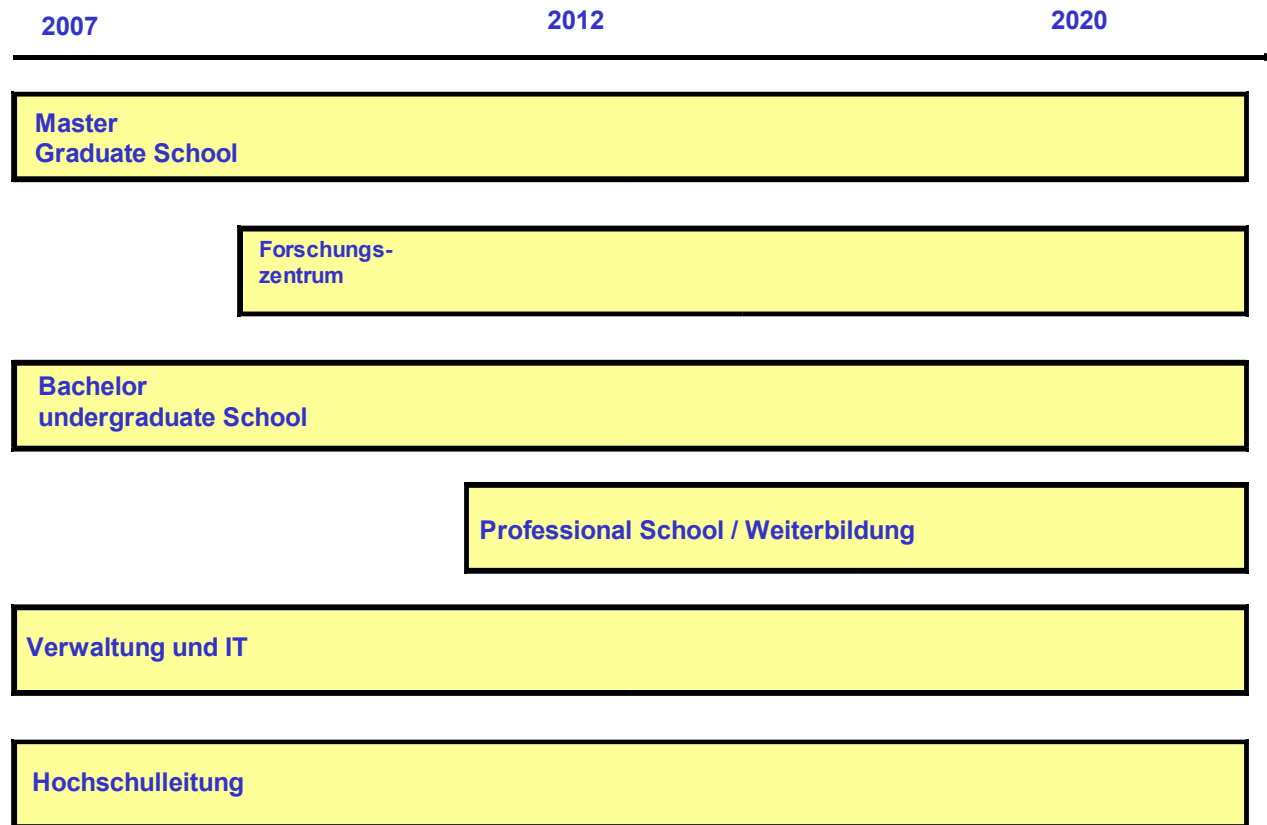 2007 2012 2020
Master
Graduate School
Forschungs-
zentrum
Bachelor
undergraduate School
Professional School / Weiterbildung
Verwaltung und IT
Hochschulleitung